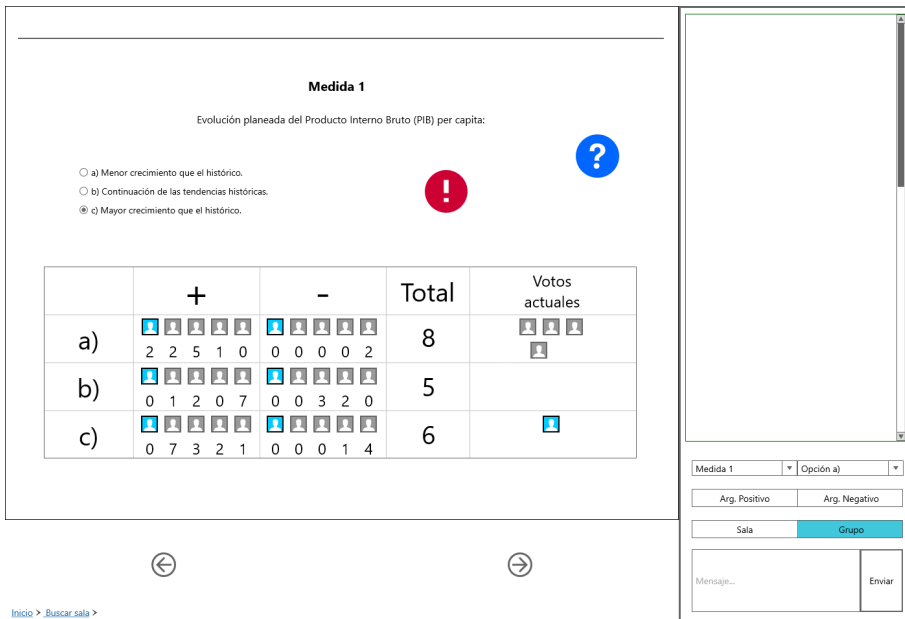 Medida 1
Evolución planeada del Producto Interno Bruto (PIB) per capita:
?
a) Menor crecimiento que el histórico.
!
b) Continuación de las tendencias históricas.
c) Mayor crecimiento que el histórico.
+ - Total Votos actuales
a) 2 2 5 1 0 0 0 0 0 2 8
b) 0 1 2 0 7 0 0 3 2 0 5
c) 0 7 3 2 1 0 0 0 1 4 6
Medida 1 Opción a)
Arg. Positivo Arg. Negativo
Sala Grupo
Mensaje... Enviar
Inicio > Buscar sala >